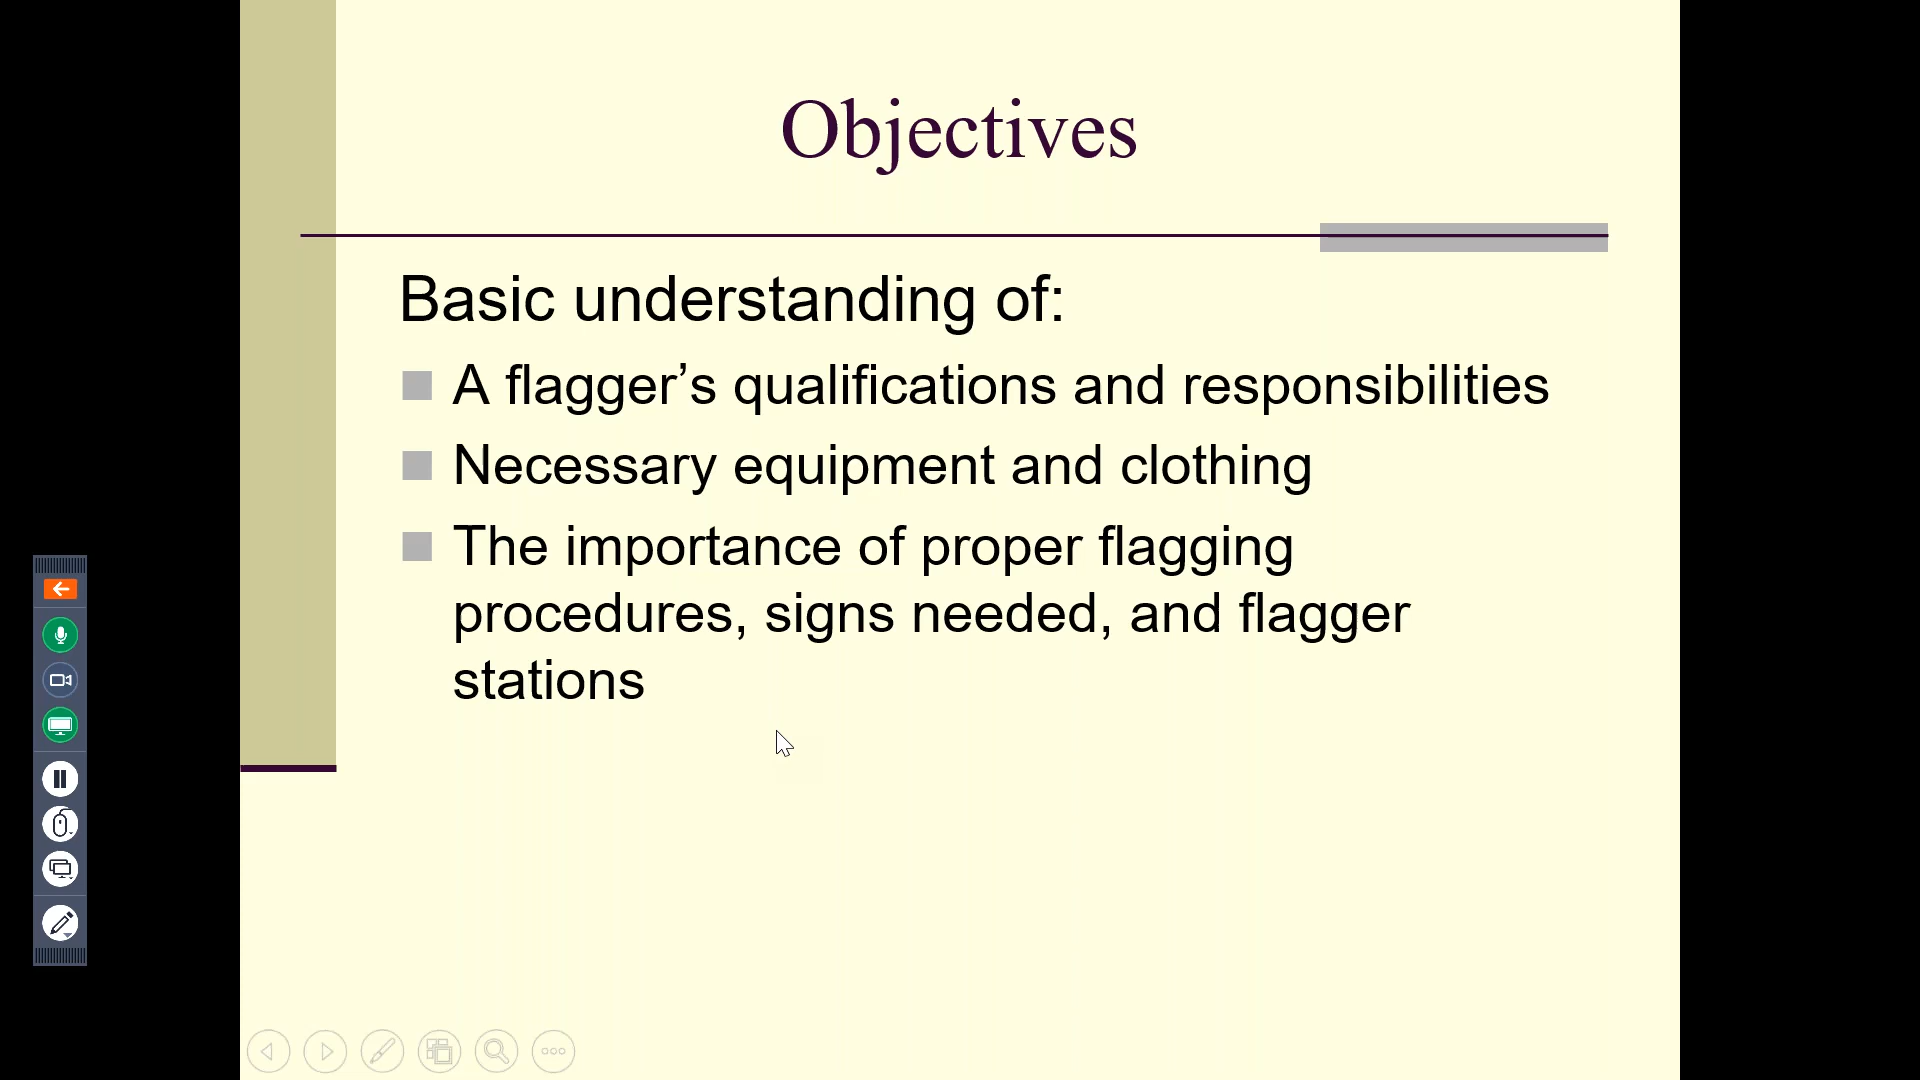 Objectives
Basic understanding of:
A flagger’s qualifications and responsibilities
Necessary equipment and clothing
The importance of proper flagging
procedures, signs needed, and flagger
stations